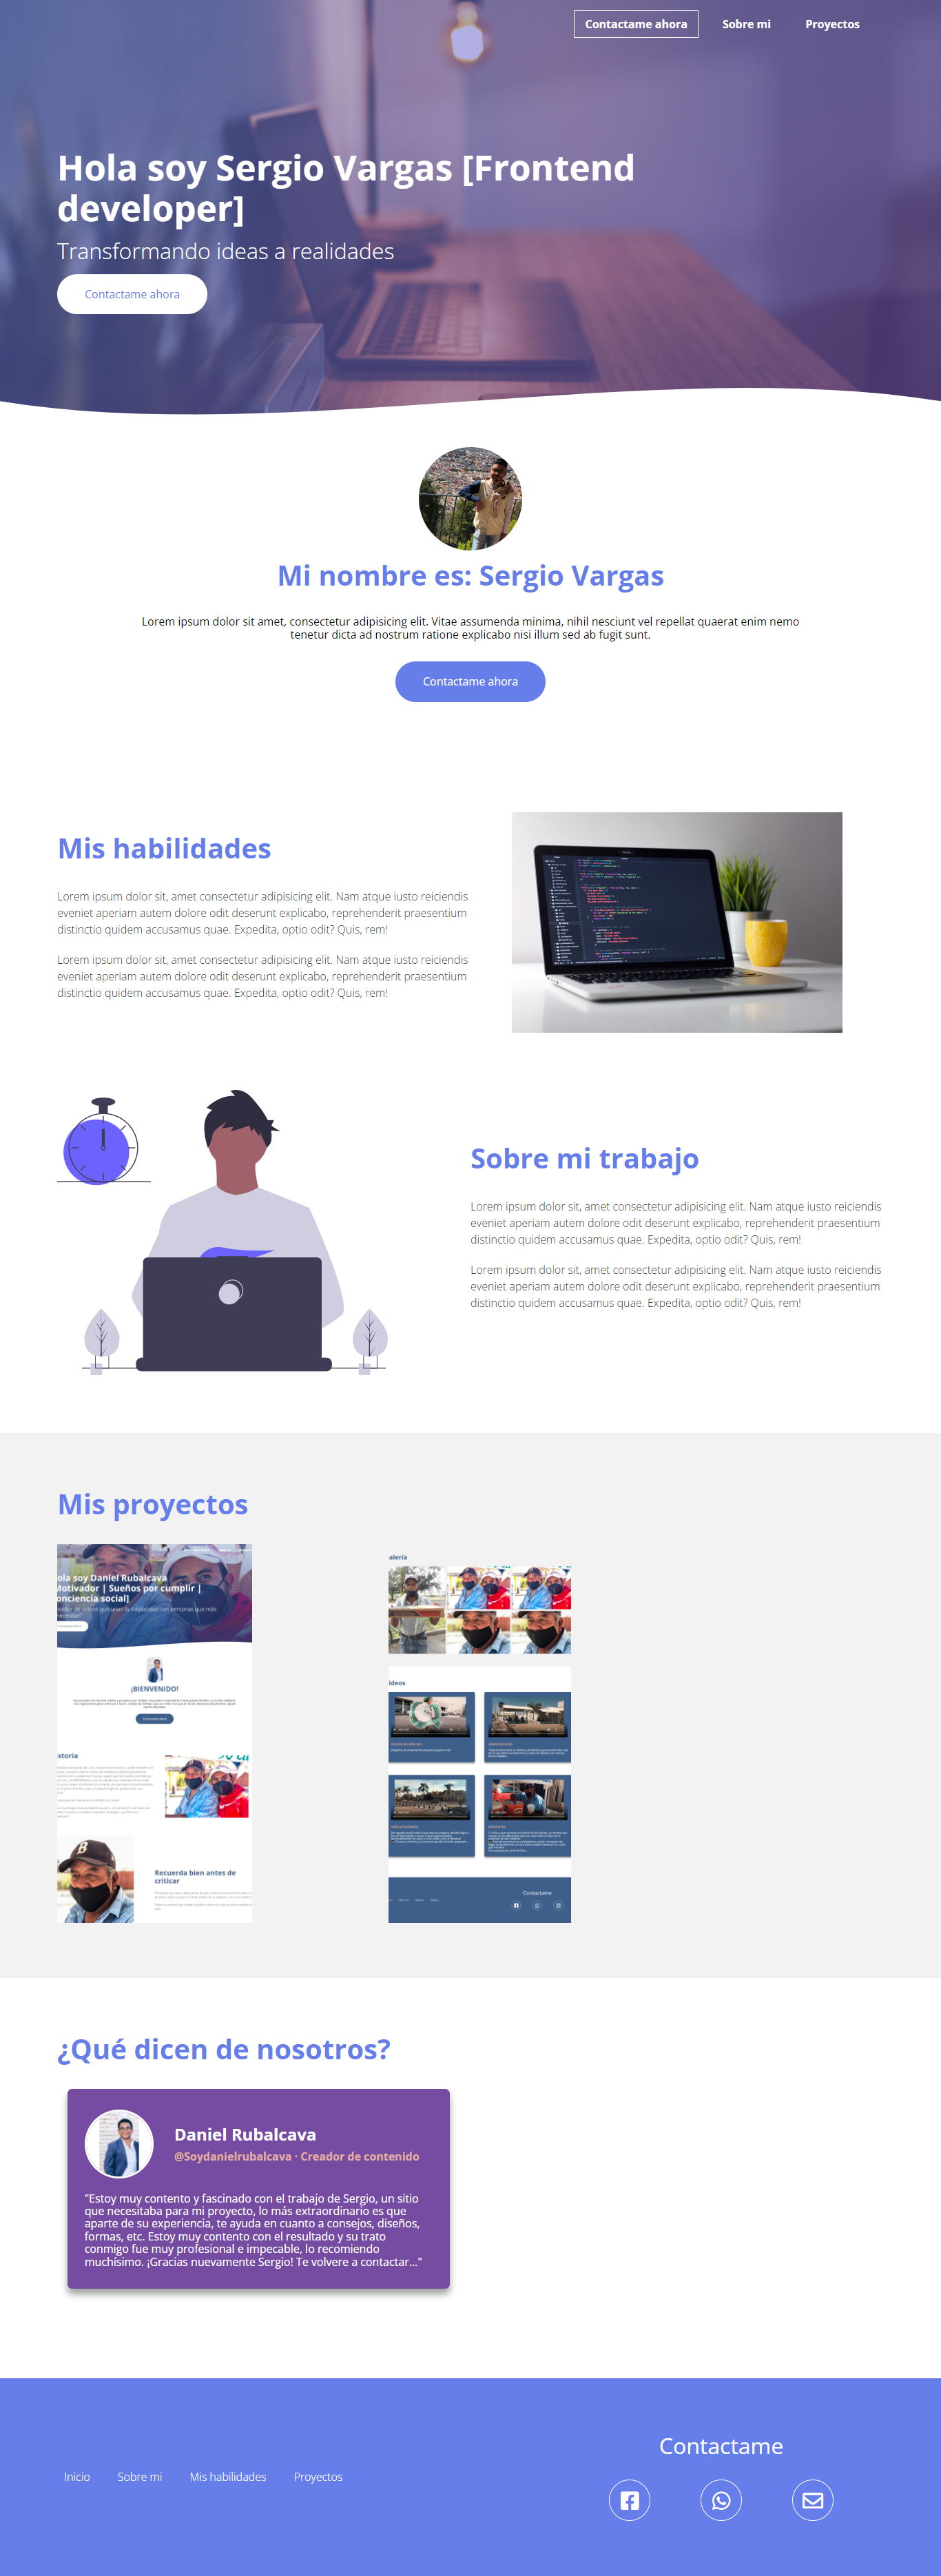 Contactame ahora Sobre mi Proyectos
Hola soy Sergio Vargas [Frontend
developer]
Transformando ideas a realidades
Contactame ahora
Mi nombre es: Sergio Vargas
Lorem ipsum dolor sit amet, consectetur adipisicing elit. Vitae assumenda minima, nihil nesciunt vel repellat quaerat enim nemo
tenetur dicta ad nostrum ratione explicabo nisi illum sed ab fugit sunt.
Contactame ahora
Mis habilidades
Lorem ipsum dolor sit, amet consectetur adipisicing elit. Nam atque iusto reiciendis
eveniet aperiam autem dolore odit deserunt explicabo, reprehenderit praesentium
distinctio quidem accusamus quae. Expedita, optio odit? Quis, rem!
Lorem ipsum dolor sit, amet consectetur adipisicing elit. Nam atque iusto reiciendis
eveniet aperiam autem dolore odit deserunt explicabo, reprehenderit praesentium
distinctio quidem accusamus quae. Expedita, optio odit? Quis, rem!
Sobre mi trabajo
Lorem ipsum dolor sit, amet consectetur adipisicing elit. Nam atque iusto reiciendis
eveniet aperiam autem dolore odit deserunt explicabo, reprehenderit praesentium
distinctio quidem accusamus quae. Expedita, optio odit? Quis, rem!
Lorem ipsum dolor sit, amet consectetur adipisicing elit. Nam atque iusto reiciendis
eveniet aperiam autem dolore odit deserunt explicabo, reprehenderit praesentium
distinctio quidem accusamus quae. Expedita, optio odit? Quis, rem!
Mis proyectos
ola soy Daniel Rubalcava
Motivador | Sueños por cumplir |
onciencia social]
¡BIENVENIDO!
storia
Recuerda bien antes de
criticar
alería
ideos
Contactame
¿Qué dicen de nosotros?
Daniel Rubalcava
@Soydanielrubalcava · Creador de contenido
"Estoy muy contento y fascinado con el trabajo de Sergio, un sitio
que necesitaba para mi proyecto, lo más extraordinario es que
aparte de su experiencia, te ayuda en cuanto a consejos, diseños,
formas, etc. Estoy muy contento con el resultado y su trato
conmigo fue muy profesional e impecable, lo recomiendo
muchísimo. ¡Gracias nuevamente Sergio! Te volvere a contactar..."
Contactame
Inicio Sobre mi Mis habilidades Proyectos